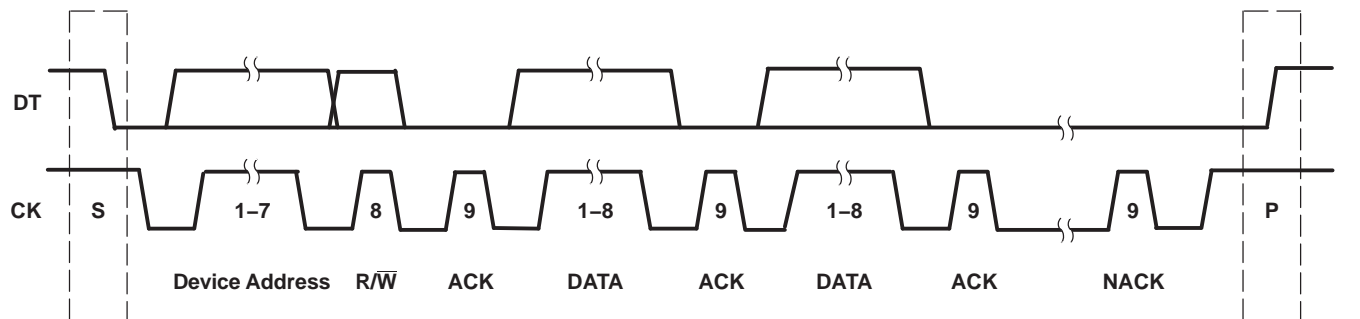 DT
CK S 1–7 8 9 1–8 9 1–8 9 9 P
Device Address R/W̅ ACK DATA ACK DATA ACK NACK